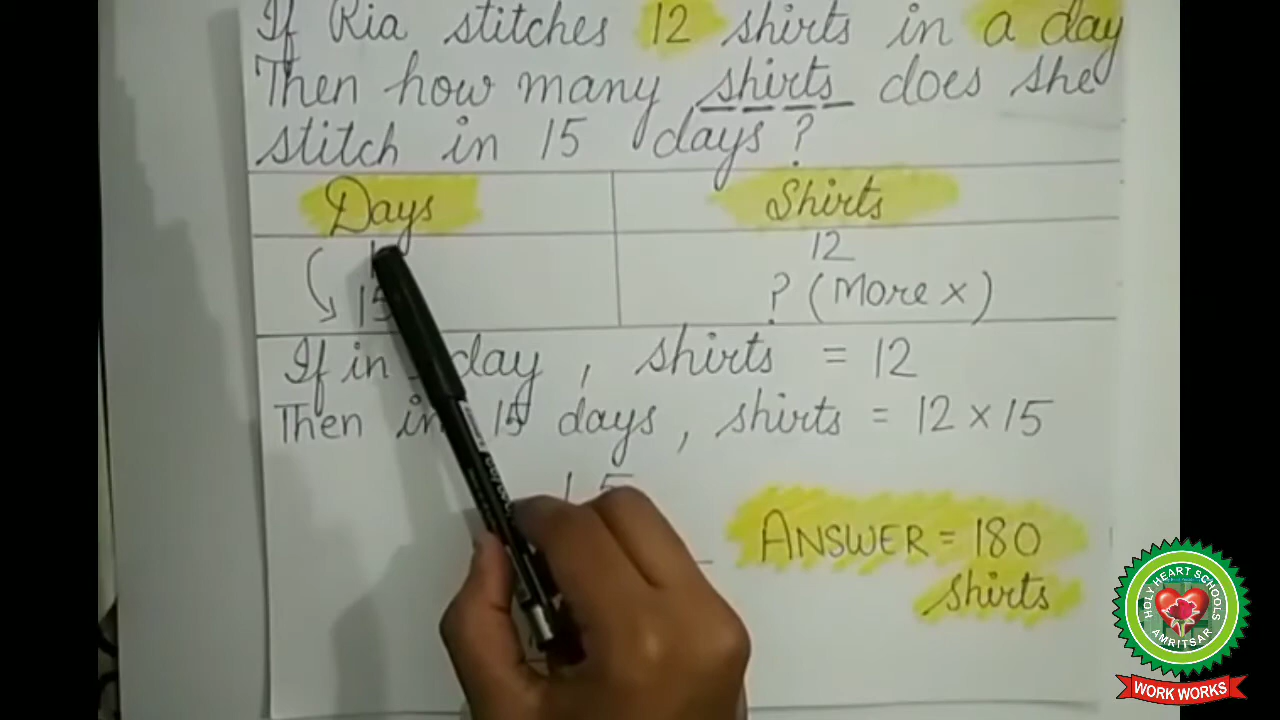 If Ria stitches 12 shirts in a day
Then how many shirts does she
stitch in 15 days?
Days Shirts
1 12
15 ? (More x)
If in day, shirts = 12
Then in 15 days, shirts = 12 x 15
15
ANSWER = 180
shirts
HOLY HEART SCHOOLS
AMRITSAR
WORK WORKS